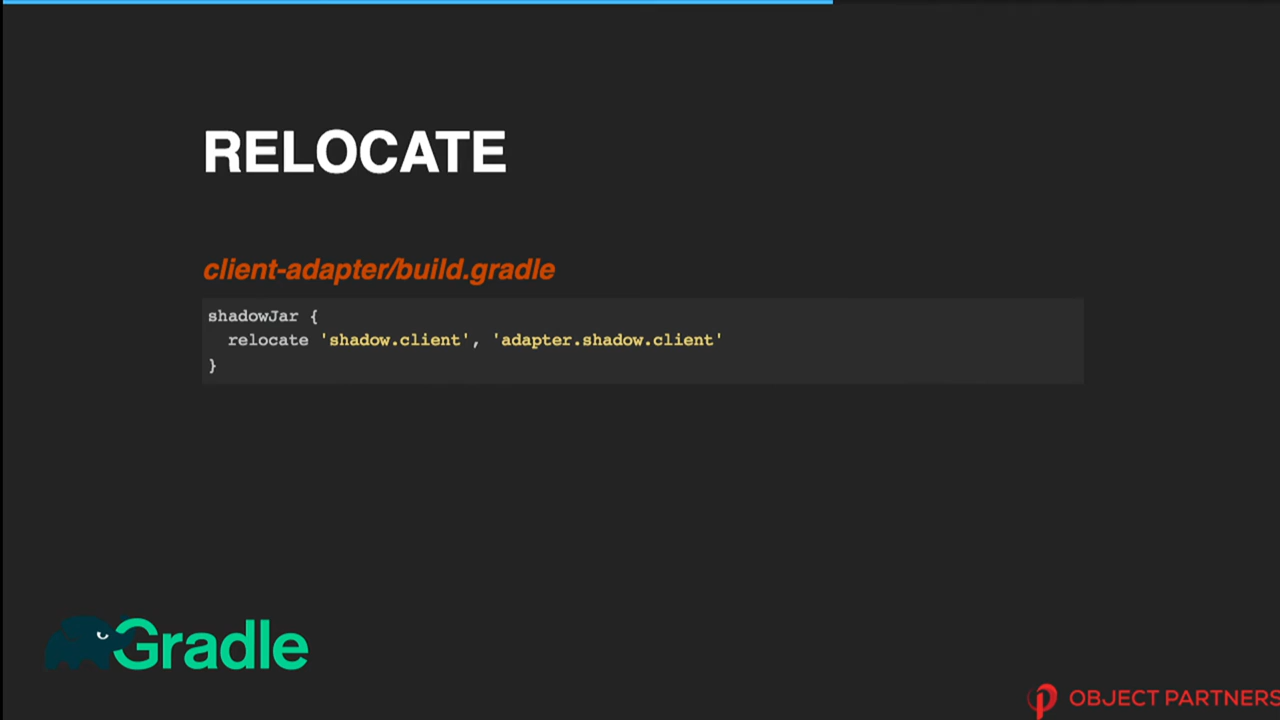 RELOCATE
client-adapter/build.gradle
shadowJar {
  relocate 'shadow.client', 'adapter.shadow.client'
}
Gradle
OBJECT PARTNERS